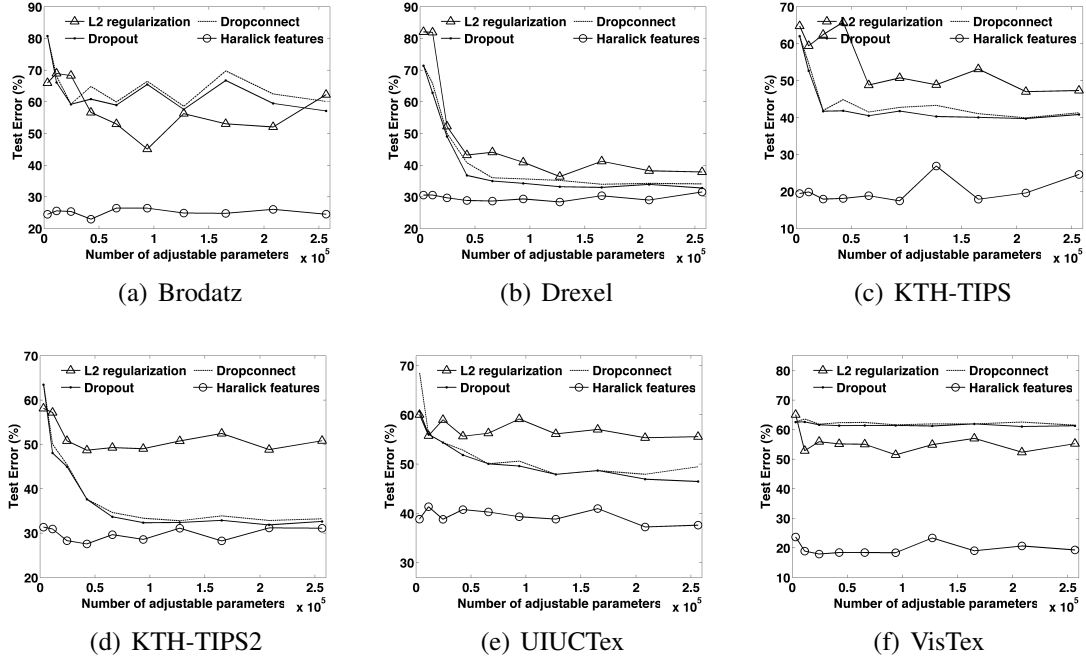 90
80
70
60
50
40
30
20
Test Error (%)
L2 regularization
Dropconnect
Dropout
Haralick features
0 0.5 1 1.5 2 2.5
Number of adjustable parameters x 10^5
(a) Brodatz
90
80
70
60
50
40
30
20
Test Error (%)
L2 regularization
Dropconnect
Dropout
Haralick features
0 0.5 1 1.5 2 2.5
Number of adjustable parameters x 10^5
(b) Drexel
70
60
50
40
30
20
10
Test Error (%)
L2 regularization
Dropconnect
Dropout
Haralick features
0 0.5 1 1.5 2 2.5
Number of adjustable parameters x 10^5
(c) KTH-TIPS
70
60
50
40
30
20
Test Error (%)
L2 regularization
Dropconnect
Dropout
Haralick features
0 0.5 1 1.5 2 2.5
Number of adjustable parameters x 10^5
(d) KTH-TIPS2
70
60
50
40
30
Test Error (%)
L2 regularization
Dropconnect
Dropout
Haralick features
0 0.5 1 1.5 2 2.5
Number of adjustable parameters x 10^5
(e) UIUCTex
80
70
60
50
40
30
20
10
Test Error (%)
L2 regularization
Dropconnect
Dropout
Haralick features
0 0.5 1 1.5 2 2.5
Number of adjustable parameters x 10^5
(f) VisTex